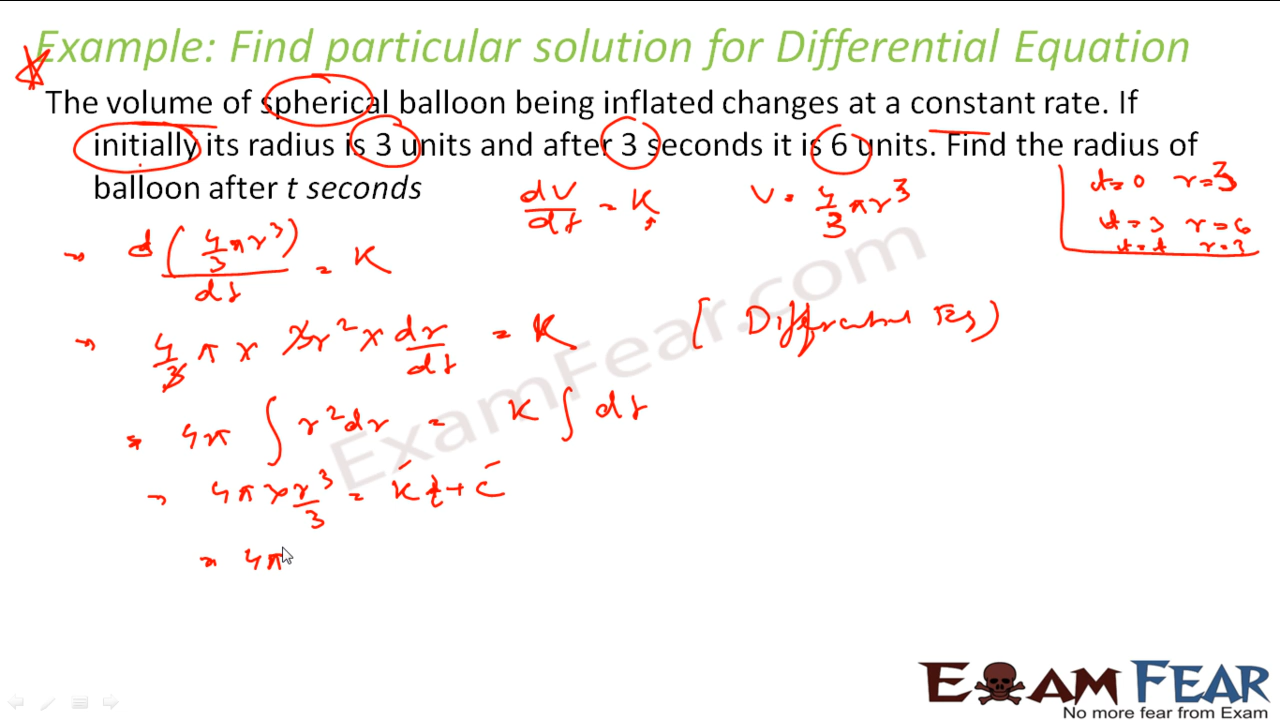 Example: Find particular solution for Differential Equation
The volume of spherical balloon being inflated changes at a constant rate. If
initially its radius is 3 units and after 3 seconds it is 6 units. Find the radius of
balloon after t seconds
dV/dt = K V = 4/3 πr³
t=0 r=3
t=3 r=6
t=t r=?
→ d(4/3 πr³)/dt = K
→ 4/3 π × 3r² × dr/dt = K [Differential Eq)
→ 4π ∫ r²dr = K ∫ dt
→ 4π × r³/3 = Kt + C
= 4π
ExamFear.com
EXAM FEAR
No more fear from Exam